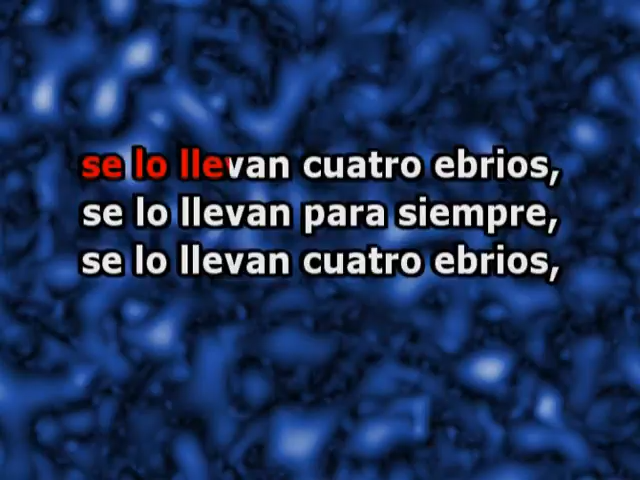 se lo llevan cuatro ebrios,
se lo llevan para siempre,
se lo llevan cuatro ebrios,